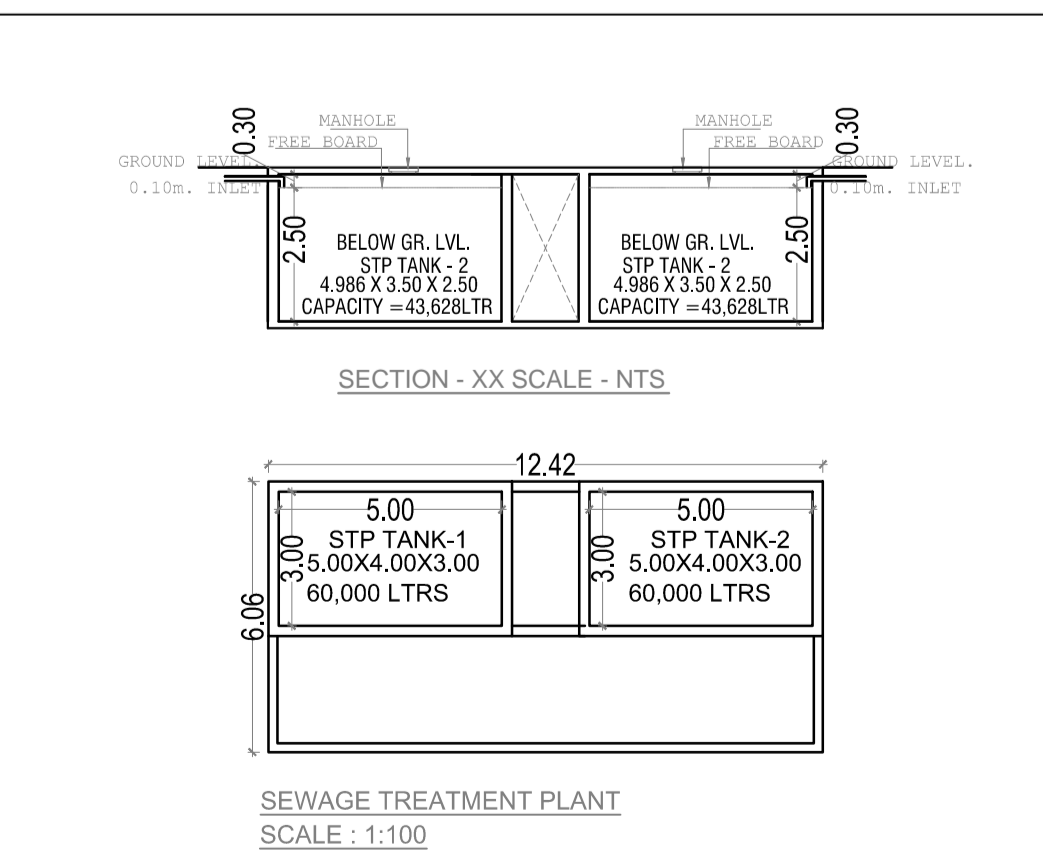 0.30
MANHOLE
FREE BOARD
GROUND LEVEL.
0.10m. INLET
2.50
BELOW GR. LVL.
STP TANK - 2
4.986 X 3.50 X 2.50
CAPACITY =43,628LTR
MANHOLE
FREE BOARD
0.30
GROUND LEVEL.
0.10m. INLET
2.50
BELOW GR. LVL.
STP TANK - 2
4.986 X 3.50 X 2.50
CAPACITY =43,628LTR
SECTION - XX SCALE - NTS
12.42
6.06
5.00
3.00
STP TANK-1
5.00X4.00X3.00
60,000 LTRS
5.00
3.00
STP TANK-2
5.00X4.00X3.00
60,000 LTRS
SEWAGE TREATMENT PLANT
SCALE : 1:100